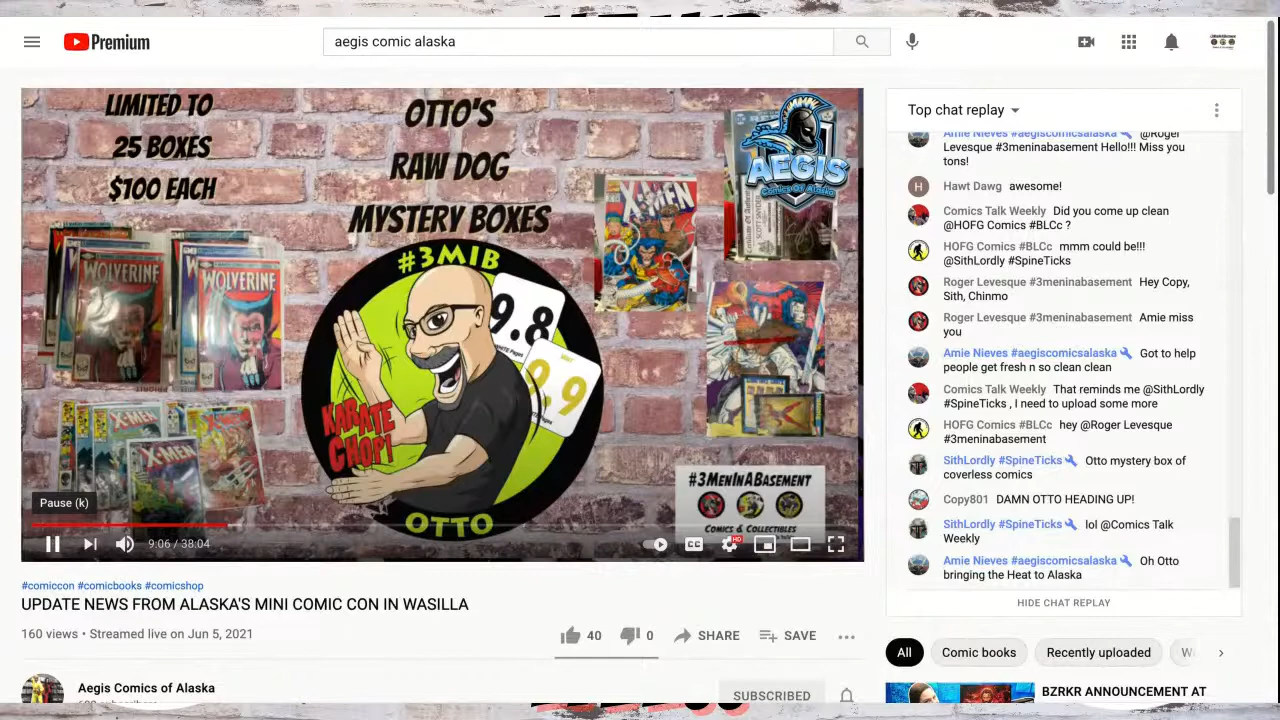 Premium
aegis comic alaska
LIMITED TO
25 BOXES
$100 EACH
OTTO'S
RAW DOG
MYSTERY BOXES
AEGIS
Comics Of Alaska
X-MEN
WOLVERINE
WOLVERINE
#3MIB
9.8
9.9
KARATE
CHOP!
OTTO
X-MEN
X-MEN
#3MenInABasement
Comics & Collectibles
Pause (k)
9:06 / 38:04
CC
HD
#comiccon #comicbooks #comicshop
UPDATE NEWS FROM ALASKA'S MINI COMIC CON IN WASILLA
160 views • Streamed live on Jun 5, 2021
40
0
SHARE
SAVE
Aegis Comics of Alaska
SUBSCRIBED
Top chat replay
Amie Nieves #aegiscomicsalaska @Roger
Levesque #3meninabasement Hello!!! Miss you
tons!
H
Hawt Dawg awesome!
Comics Talk Weekly Did you come up clean
@HOFG Comics #BLCc ?
HOFG Comics #BLCc mmm could be!!!
@SithLordly #SpineTicks
Roger Levesque #3meninabasement Hey Copy,
Sith, Chinmo
Roger Levesque #3meninabasement Amie miss
you
Amie Nieves #aegiscomicsalaska Got to help
people get fresh n so clean clean
Comics Talk Weekly That reminds me @SithLordly
#SpineTicks , I need to upload some more
HOFG Comics #BLCc hey @Roger Levesque
#3meninabasement
SithLordly #SpineTicks Otto mystery box of
coverless comics
Copy801 DAMN OTTO HEADING UP!
SithLordly #SpineTicks lol @Comics Talk
Weekly
Amie Nieves #aegiscomicsalaska Oh Otto
bringing the Heat to Alaska
HIDE CHAT REPLAY
All
Comic books
Recently uploaded
BZRKR ANNOUNCEMENT AT